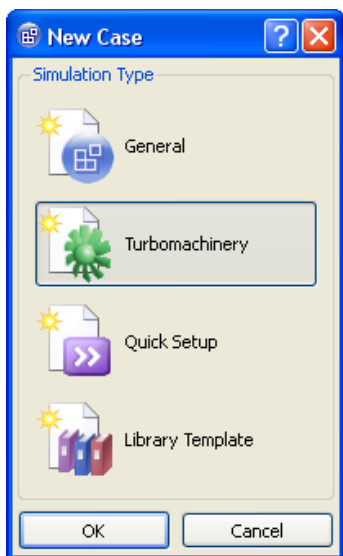 New Case
Simulation Type
General
Turbomachinery
Quick Setup
Library Template
OK
Cancel